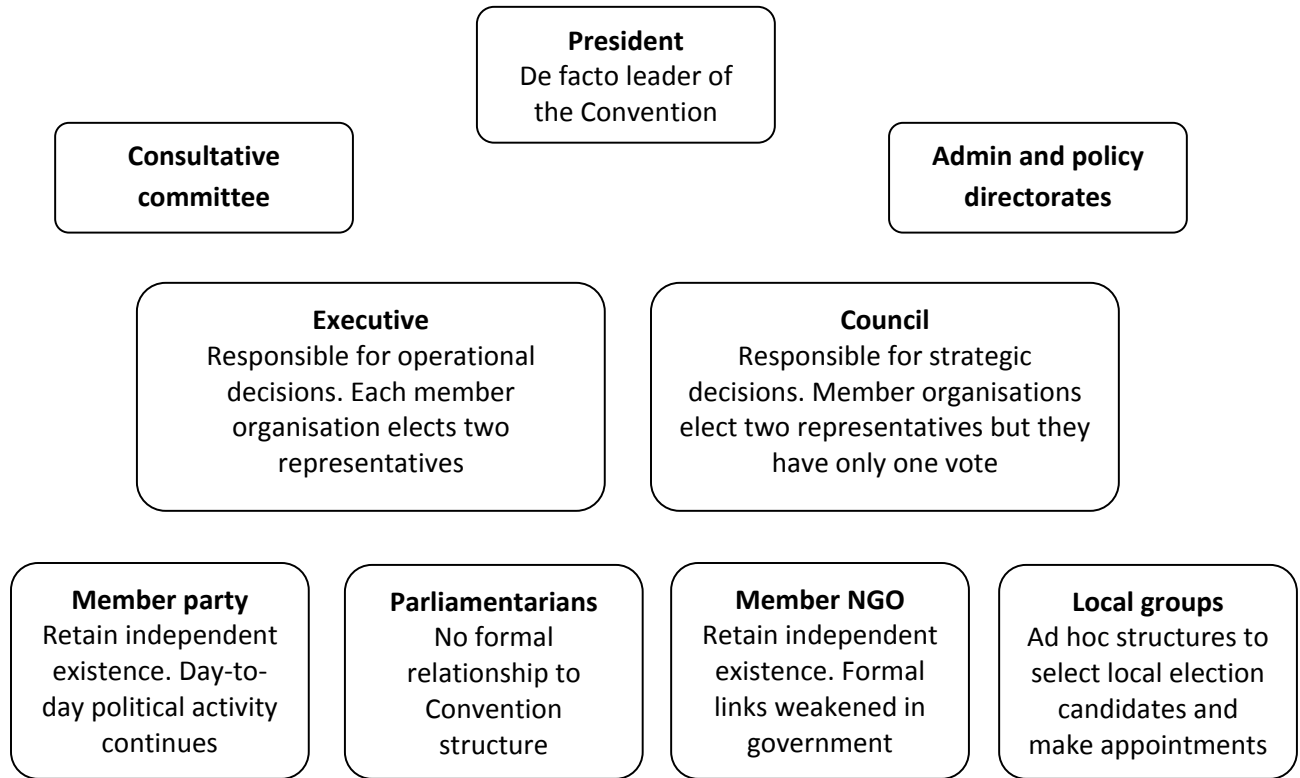 President
De facto leader of
the Convention
Consultative
committee
Admin and policy
directorates
Executive
Responsible for operational
decisions. Each member
organisation elects two
representatives
Council
Responsible for strategic
decisions. Member organisations
elect two representatives but they
have only one vote
Member party
Retain independent
existence. Day-to-
day political activity
continues
Parliamentarians
No formal
relationship to
Convention
structure
Member NGO
Retain independent
existence. Formal
links weakened in
government
Local groups
Ad hoc structures to
select local election
candidates and
make appointments